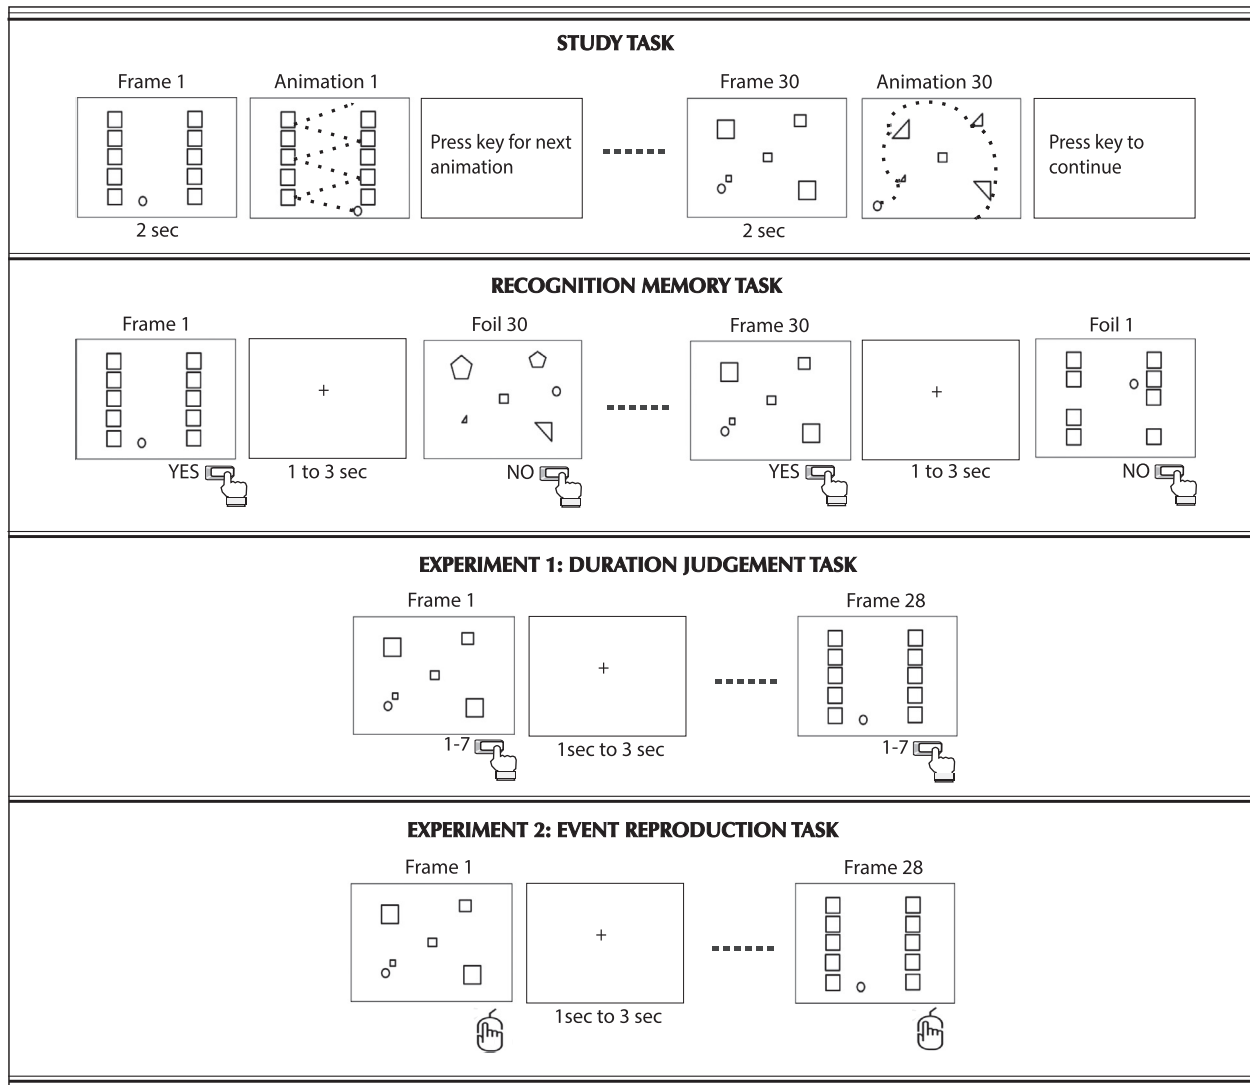 STUDY TASK
Frame 1
Animation 1
Frame 30
Animation 30
Press key for next
animation
Press key to
continue
2 sec
2 sec
RECOGNITION MEMORY TASK
Frame 1
Foil 30
Frame 30
Foil 1
YES
1 to 3 sec
NO
YES
1 to 3 sec
NO
EXPERIMENT 1: DURATION JUDGEMENT TASK
Frame 1
Frame 28
1-7
1sec to 3 sec
1-7
EXPERIMENT 2: EVENT REPRODUCTION TASK
Frame 1
Frame 28
1sec to 3 sec